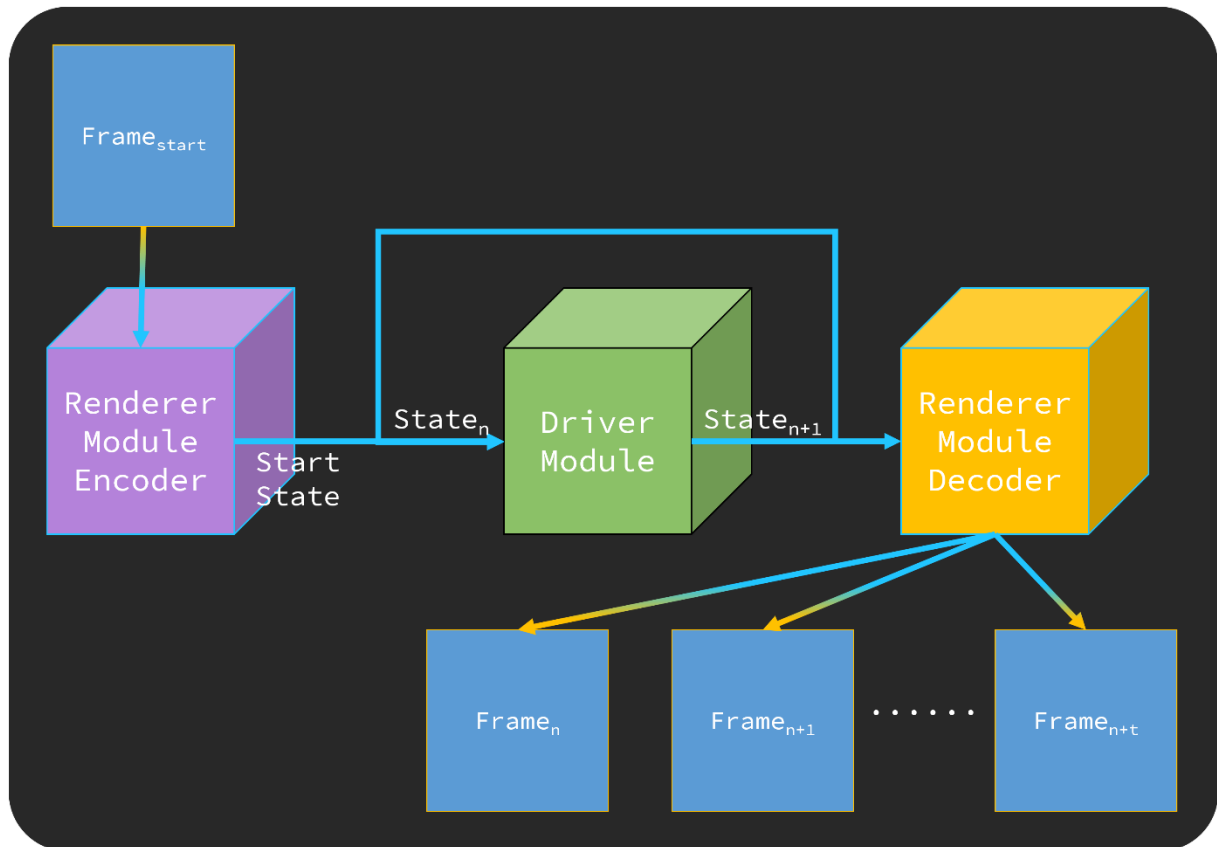 Frame_start
Renderer
Module
Encoder
Start
State
State_n
Driver
Module
State_n+1
Renderer
Module
Decoder
Frame_n
Frame_n+1
······
Frame_n+t